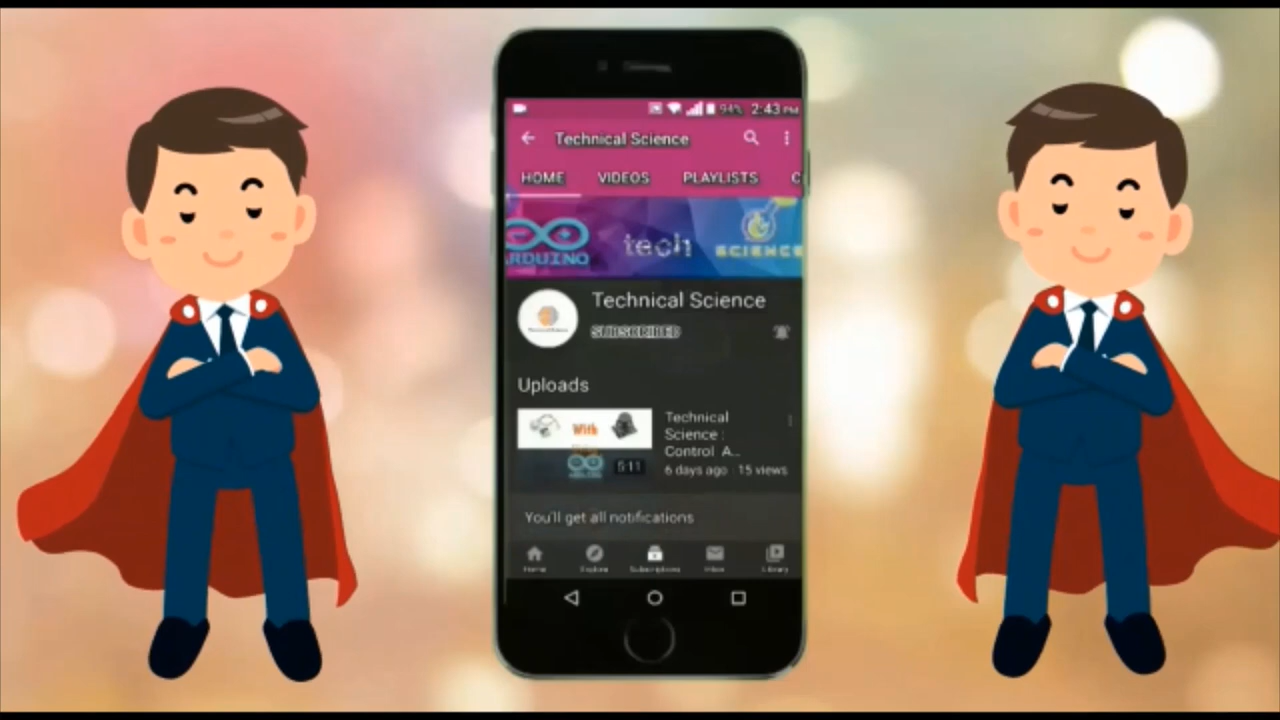 94% 2:43 PM
Technical Science
HOME VIDEOS PLAYLISTS C
ARDUINO tech SCIENCE
Technical Science
SUBSCRIBED
Uploads
With
5:11
Technical
Science :
Control A...
6 days ago · 15 views
You'll get all notifications
Home Explore Subscriptions Inbox Library